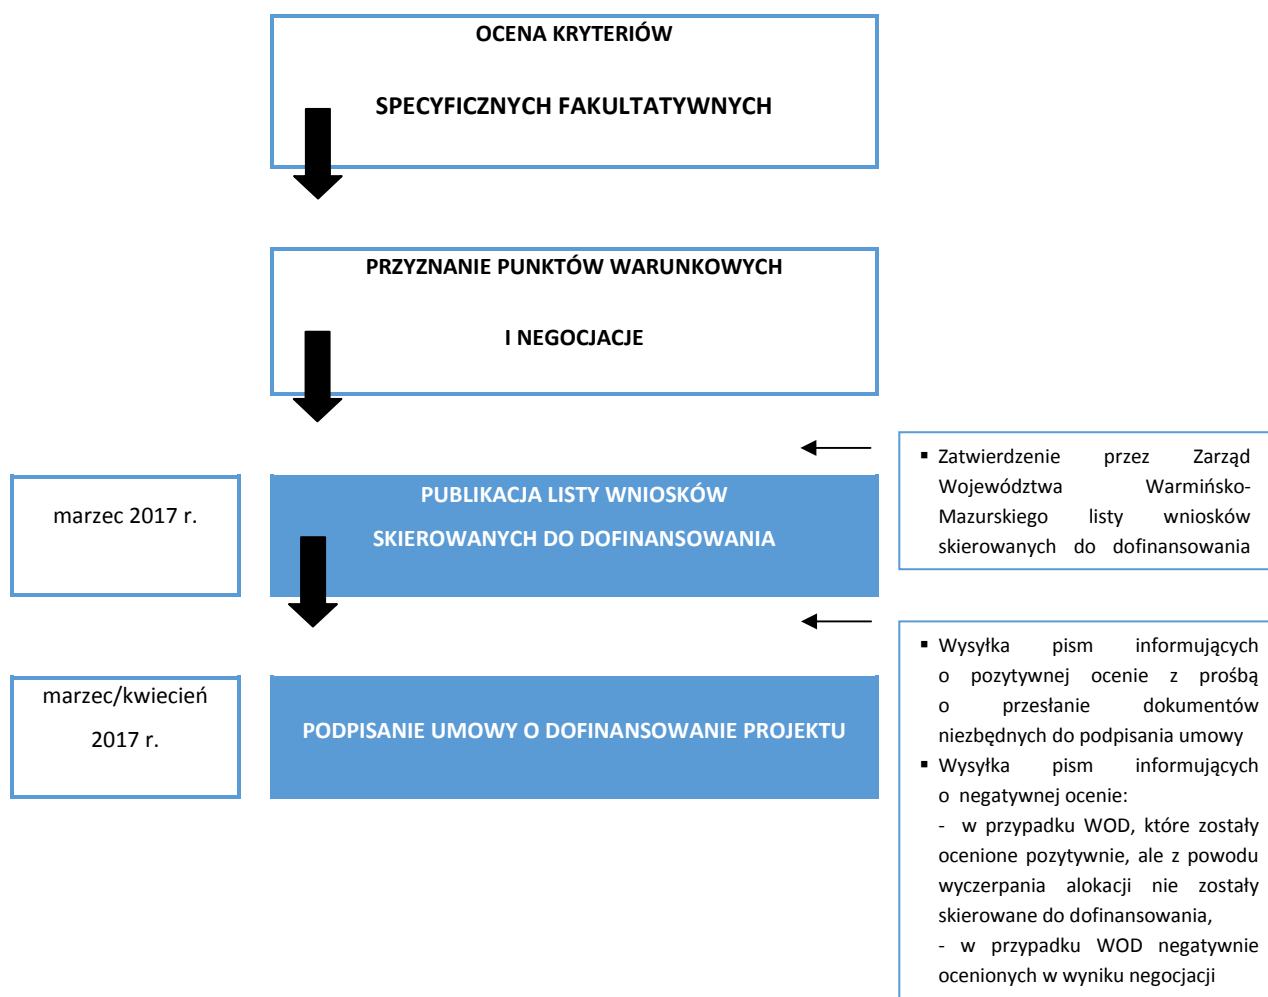 OCENA KRYTERIÓW
SPECYFICZNYCH FAKULTATYWNYCH
PRZYZNANIE PUNKTÓW WARUNKOWYCH
I NEGOCJACJE
marzec 2017 r.
PUBLIKACJA LISTY WNIOSKÓW
SKIEROWANYCH DO DOFINANSOWANIA
▪ Zatwierdzenie przez Zarząd
Województwa Warmińsko-
Mazurskiego listy wniosków
skierowanych do dofinansowania
marzec/kwiecień
2017 r.
PODPISANIE UMOWY O DOFINANSOWANIE PROJEKTU
▪ Wysyłka pism informujących
o pozytywnej ocenie z prośbą
o przesłanie dokumentów
niezbędnych do podpisania umowy
▪ Wysyłka pism informujących
o negatywnej ocenie:
- w przypadku WOD, które zostały
ocenione pozytywnie, ale z powodu
wyczerpania alokacji nie zostały
skierowane do dofinansowania,
- w przypadku WOD negatywnie
ocenionych w wyniku negocjacji